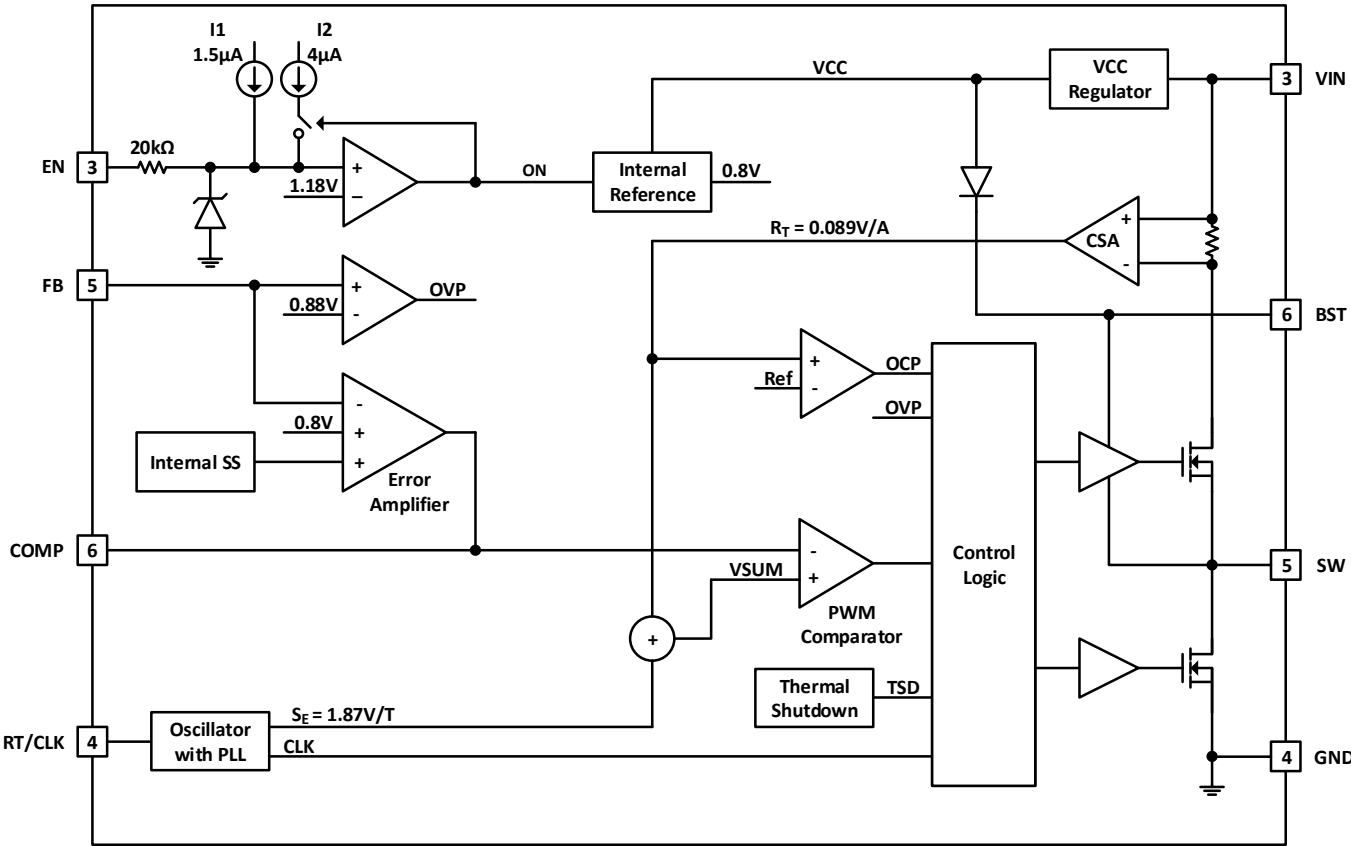 I1
1.5µA
I2
4µA
VCC
VCC
Regulator
3
VIN
EN
3
20kΩ
+
1.18V
−
ON
Internal
Reference
0.8V
R_T = 0.089V/A
CSA
+
-
FB
5
+
0.88V
-
OVP
6
BST
+
Ref
-
OCP
OVP
-
0.8V
+
+
Internal SS
Error
Amplifier
COMP
6
-
VSUM
+
PWM
Comparator
Control
Logic
5
SW
+
Thermal
Shutdown
TSD
RT/CLK
4
Oscillator
with PLL
S_E = 1.87V/T
CLK
4
GND